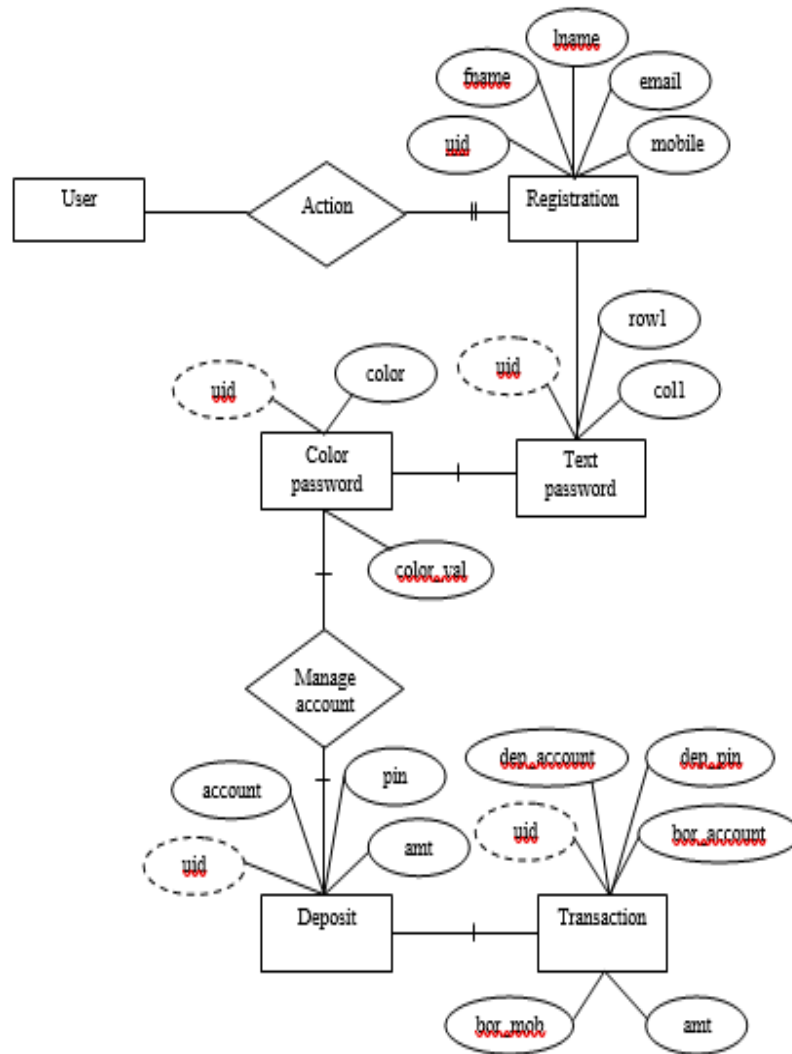 lname
fname
email
uid
mobile
User
Action
Registration
row1
uid
color
uid
col1
Color
password
Text
password
color_val
Manage
account
dep_account
dep_pin
pin
account
uid
bor_account
amt
uid
Deposit
Transaction
bor_mob
amt